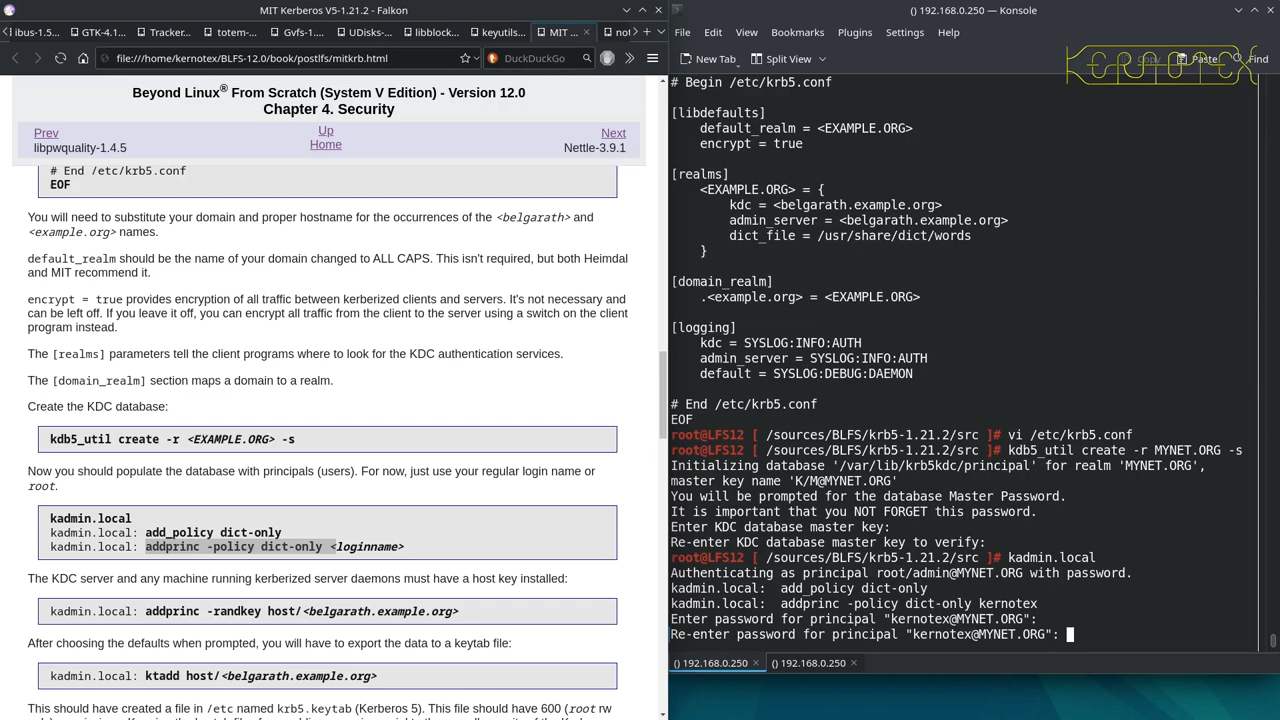 MIT Kerberos V5-1.21.2 - Falkon
libus-1.5...
GTK-4.1...
Tracker...
totem-...
Gvfs-1....
UDisks-...
libblock...
keyutils...
MIT ...
not
file:///home/kernotex/BLFS-12.0/book/postlfs/mitkrb.html
DuckDuckGo
Beyond Linux® From Scratch (System V Edition) - Version 12.0
Chapter 4. Security
Prev
Up
Next
libpwquality-1.4.5
Home
Nettle-3.9.1
# End /etc/krb5.conf
EOF
You will need to substitute your domain and proper hostname for the occurrences of the <belgarath> and
<example.org> names.
default_realm should be the name of your domain changed to ALL CAPS. This isn't required, but both Heimdal
and MIT recommend it.
encrypt = true provides encryption of all traffic between kerberized clients and servers. It's not necessary and
can be left off. If you leave it off, you can encrypt all traffic from the client to the server using a switch on the client
program instead.
The [realms] parameters tell the client programs where to look for the KDC authentication services.
The [domain_realm] section maps a domain to a realm.
Create the KDC database:
kdb5_util create -r <EXAMPLE.ORG> -s
Now you should populate the database with principals (users). For now, just use your regular login name or
root.
kadmin.local
kadmin.local: add_policy dict-only
kadmin.local: addprinc -policy dict-only <loginname>
The KDC server and any machine running kerberized server daemons must have a host key installed:
kadmin.local: addprinc -randkey host/<belgarath.example.org>
After choosing the defaults when prompted, you will have to export the data to a keytab file:
kadmin.local: ktadd host/<belgarath.example.org>
This should have created a file in /etc named krb5.keytab (Kerberos 5). This file should have 600 (root rw
() 192.168.0.250 — Konsole
File Edit View Bookmarks Plugins Settings Help
New Tab
Split View
Copy
Paste
Find
KERNOTEX
# Begin /etc/krb5.conf
[libdefaults]
default_realm = <EXAMPLE.ORG>
encrypt = true
[realms]
<EXAMPLE.ORG> = {
kdc = <belgarath.example.org>
admin_server = <belgarath.example.org>
dict_file = /usr/share/dict/words
}
[domain_realm]
.<example.org> = <EXAMPLE.ORG>
[logging]
kdc = SYSLOG:INFO:AUTH
admin_server = SYSLOG:INFO:AUTH
default = SYSLOG:DEBUG:DAEMON
# End /etc/krb5.conf
EOF
root@LFS12 [ /sources/BLFS/krb5-1.21.2/src ]# vi /etc/krb5.conf
root@LFS12 [ /sources/BLFS/krb5-1.21.2/src ]# kdb5_util create -r MYNET.ORG -s
Initializing database '/var/lib/krb5kdc/principal' for realm 'MYNET.ORG',
master key name 'K/M@MYNET.ORG'
You will be prompted for the database Master Password.
It is important that you NOT FORGET this password.
Enter KDC database master key:
Re-enter KDC database master key to verify:
root@LFS12 [ /sources/BLFS/krb5-1.21.2/src ]# kadmin.local
Authenticating as principal root/admin@MYNET.ORG with password.
kadmin.local:  add_policy dict-only
kadmin.local:  addprinc -policy dict-only kernotex
Enter password for principal "kernotex@MYNET.ORG":
Re-enter password for principal "kernotex@MYNET.ORG":
() 192.168.0.250
() 192.168.0.250